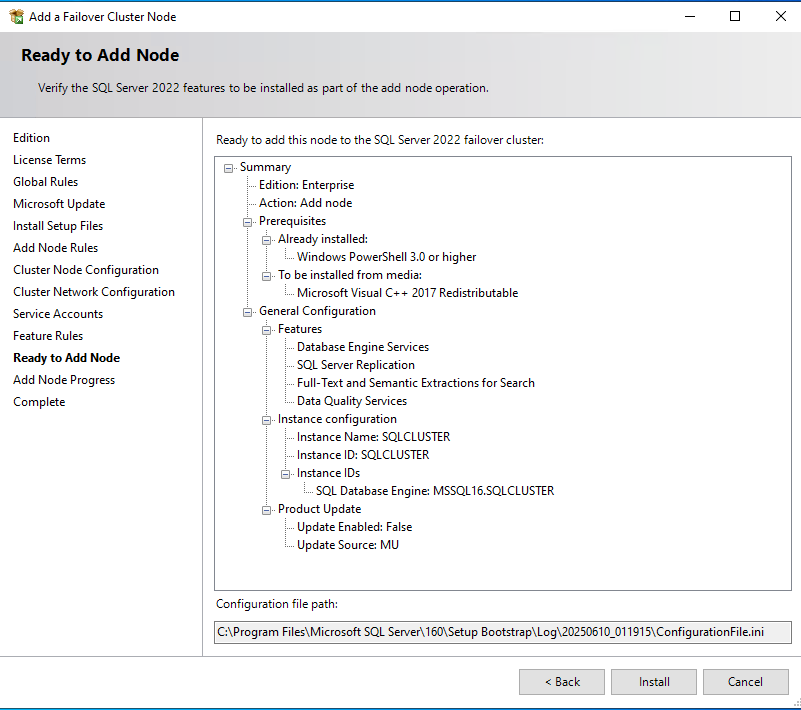 Add a Failover Cluster Node
Ready to Add Node
Verify the SQL Server 2022 features to be installed as part of the add node operation.
Edition
License Terms
Global Rules
Microsoft Update
Install Setup Files
Add Node Rules
Cluster Node Configuration
Cluster Network Configuration
Service Accounts
Feature Rules
Ready to Add Node
Add Node Progress
Complete
Ready to add this node to the SQL Server 2022 failover cluster:
Summary
Edition: Enterprise
Action: Add node
Prerequisites
Already installed:
Windows PowerShell 3.0 or higher
To be installed from media:
Microsoft Visual C++ 2017 Redistributable
General Configuration
Features
Database Engine Services
SQL Server Replication
Full-Text and Semantic Extractions for Search
Data Quality Services
Instance configuration
Instance Name: SQLCLUSTER
Instance ID: SQLCLUSTER
Instance IDs
SQL Database Engine: MSSQL16.SQLCLUSTER
Product Update
Update Enabled: False
Update Source: MU
Configuration file path:
C:\Program Files\Microsoft SQL Server\160\Setup Bootstrap\Log\20250610_011915\ConfigurationFile.ini
< Back
Install
Cancel